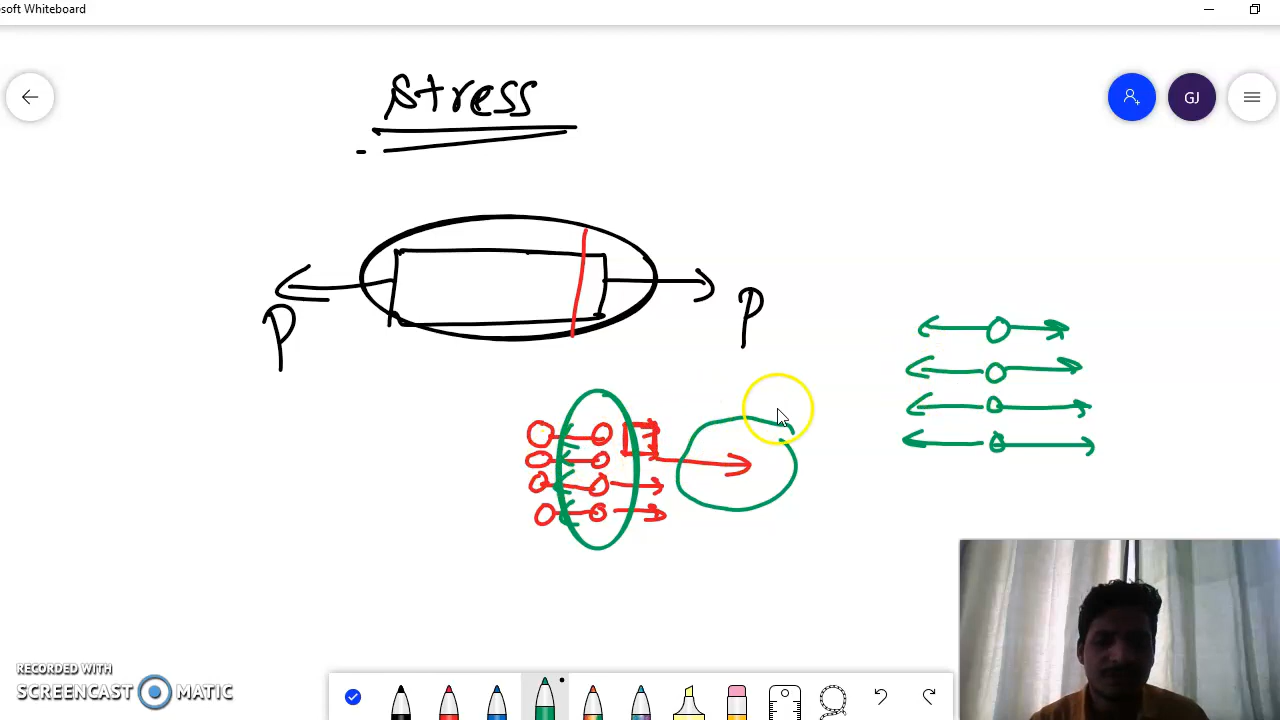 soft Whiteboard
Stress
GJ
P
P
RECORDED WITH
SCREENCAST MATIC